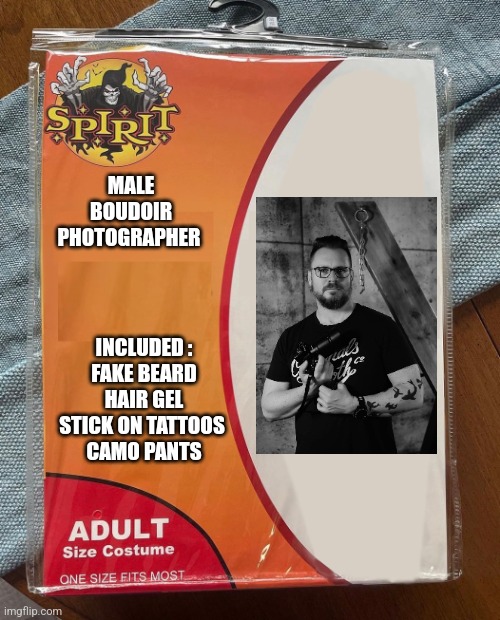 SPIRIT
MALE
BOUDOIR
PHOTOGRAPHER
INCLUDED :
FAKE BEARD
HAIR GEL
STICK ON TATTOOS
CAMO PANTS
ADULT
Size Costume
ONE SIZE FITS MOST
imgflip.com